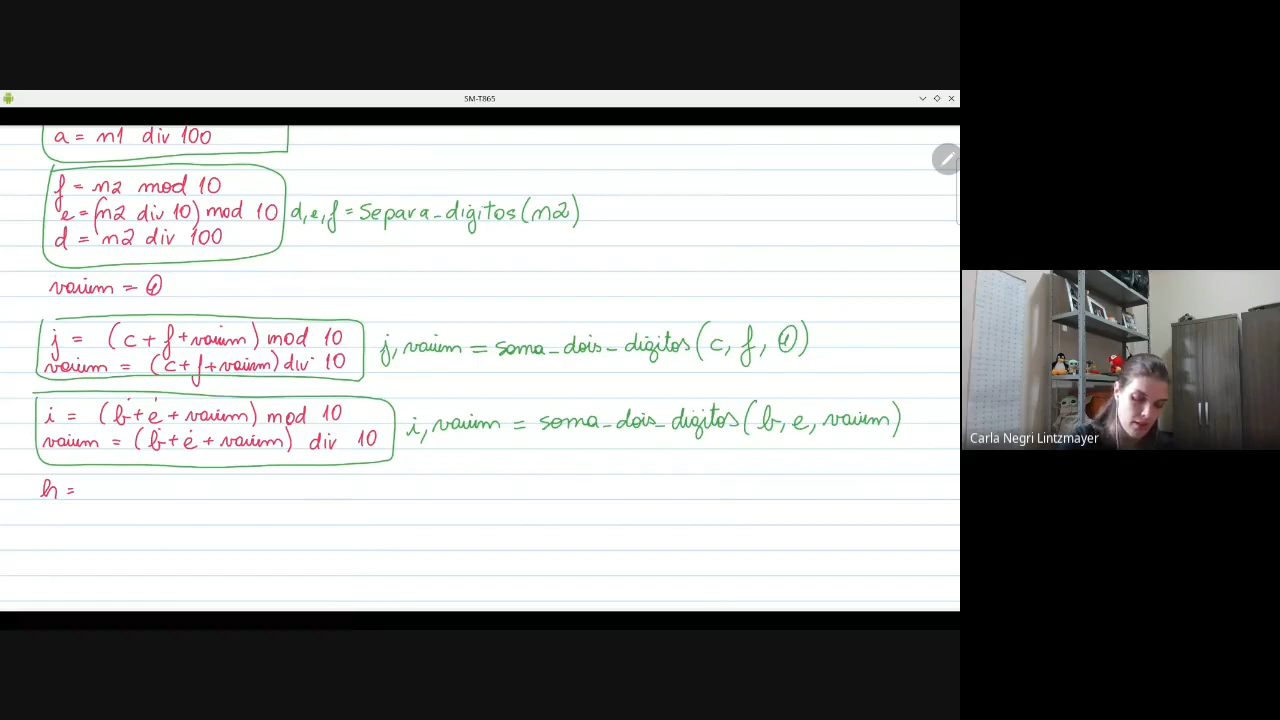 SM-T865
a = n1 div 100
f = n2 mod 10
e = (n2 div 10) mod 10
d = n2 div 100
d, e, f = Separa_digitos(n2)
vaium = 0
j = (c + f + vaium) mod 10
vaium = (c + f + vaium) div 10
j, vaium = soma_dois_digitos(c, f, 0)
i = (b + e + vaium) mod 10
vaium = (b + e + vaium) div 10
i, vaium = soma_dois_digitos(b, e, vaium)
h =
Carla Negri Lintzmayer